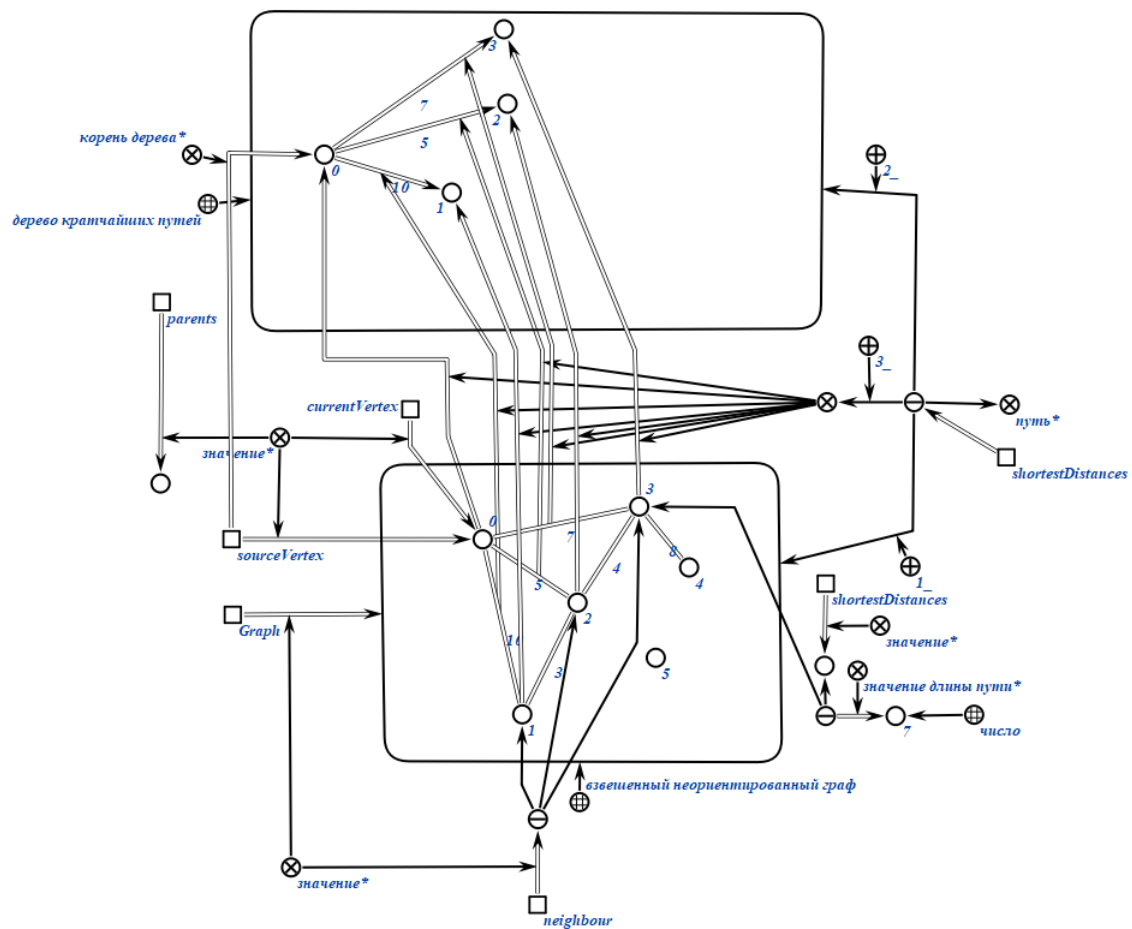 3
7
2
корень дерева*
5
2_
0
10
1
дерево кратчайших путей
parents
3_
currentVertex
путь*
значение*
shortestDistances
3
0
7
sourceVertex
8
5
4
4
1_
shortestDistances
2
Graph
10
значение*
3
5
значение длины пути*
1
7
число
взвешенный неориентированный граф
значение*
neighbour